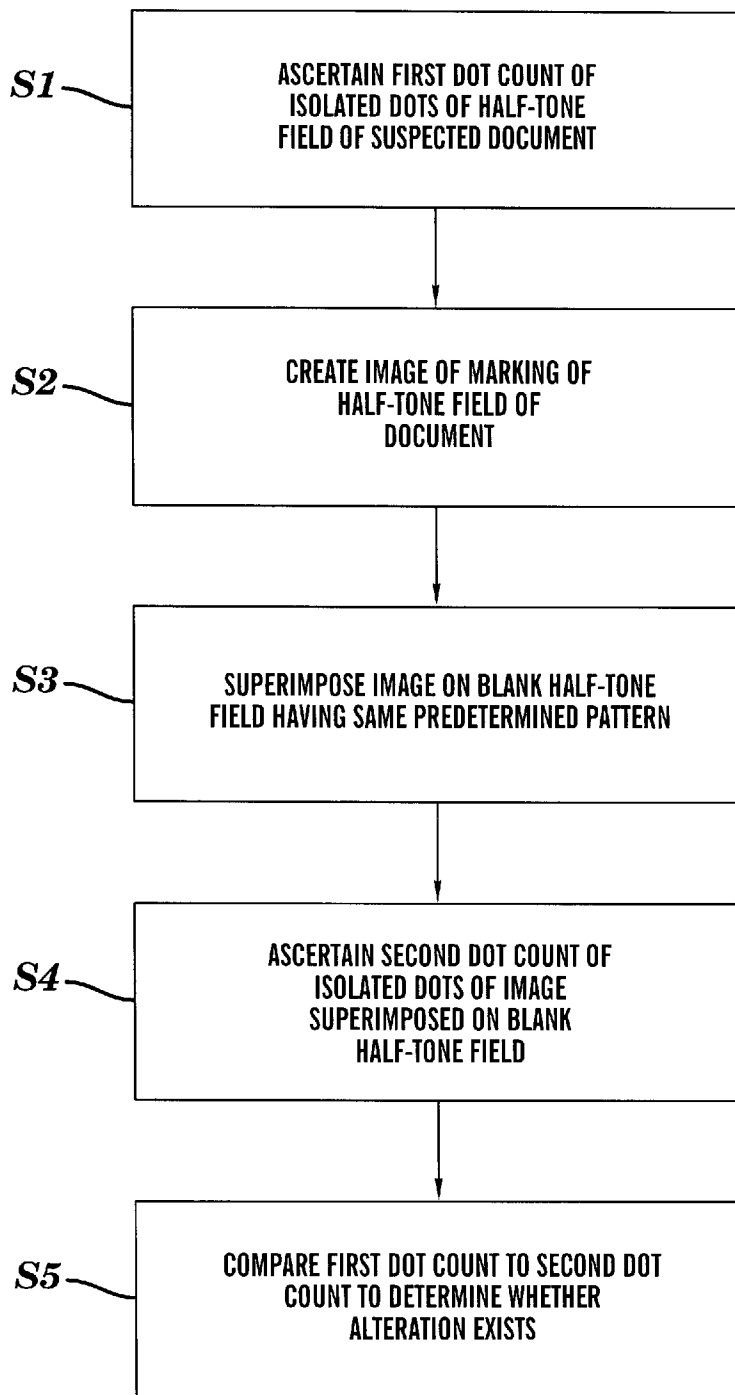 S1
ASCERTAIN FIRST DOT COUNT OF
ISOLATED DOTS OF HALF-TONE
FIELD OF SUSPECTED DOCUMENT
S2
CREATE IMAGE OF MARKING OF
HALF-TONE FIELD OF
DOCUMENT
S3
SUPERIMPOSE IMAGE ON BLANK HALF-TONE
FIELD HAVING SAME PREDETERMINED PATTERN
S4
ASCERTAIN SECOND DOT COUNT OF
ISOLATED DOTS OF IMAGE
SUPERIMPOSED ON BLANK
HALF-TONE FIELD
S5
COMPARE FIRST DOT COUNT TO SECOND DOT
COUNT TO DETERMINE WHETHER
ALTERATION EXISTS